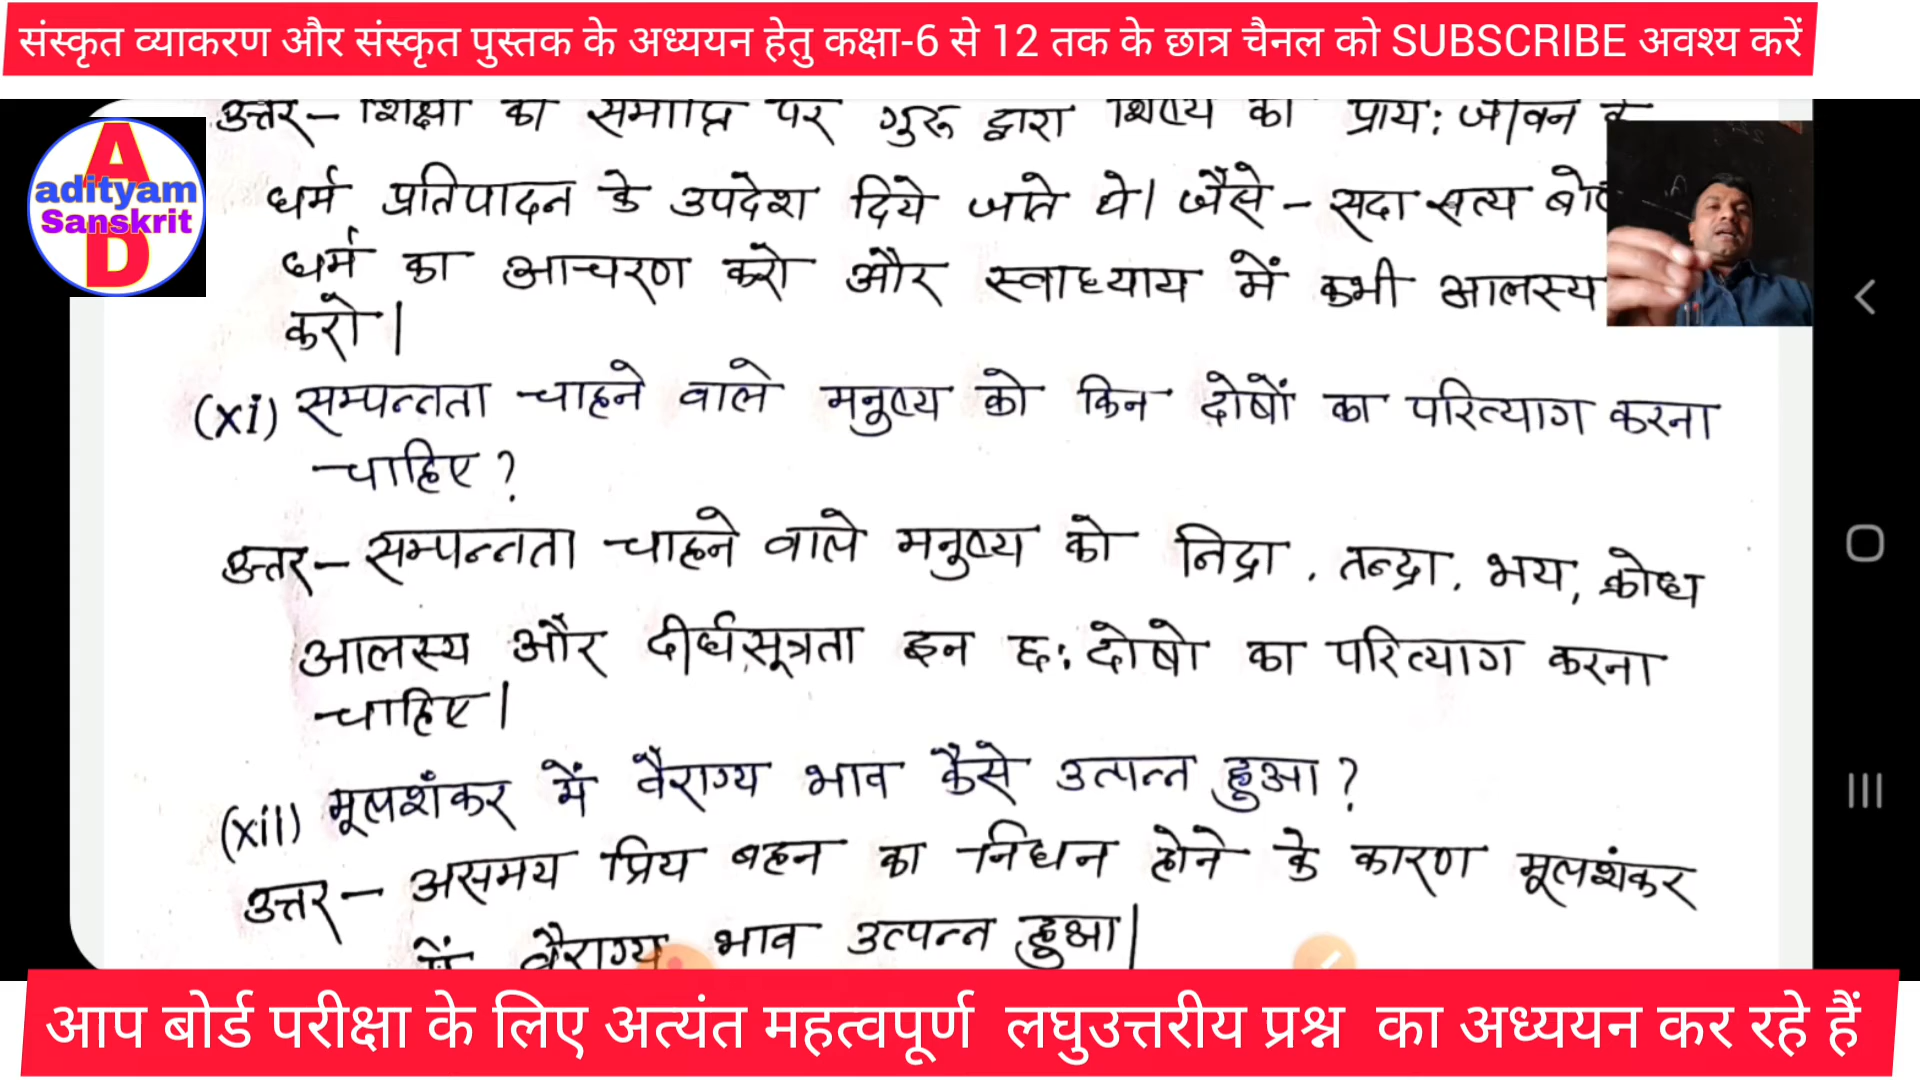 संस्कृत व्याकरण और संस्कृत पुस्तक के अध्ययन हेतु कक्षा-6 से 12 तक के छात्र चैनल को SUBSCRIBE अवश्य करें
A
adityam
Sanskrit
D
उत्तर- शिक्षा की समाप्ति पर गुरू द्वारा शिष्य को प्राय: जीवन
धर्म प्रतिपादन के उपदेश दिये जाते थे। जैसे- सदा सत्य
धर्म का आचरण करो और स्वाध्याय में कभी आलस्य
करो।
(xi) सम्पन्नता चाहने वाले मनुष्य को किन दोषों का परित्याग करना
चाहिए?
उत्तर- सम्पन्नता चाहने वाले मनुष्य को निद्रा, तन्द्रा, भय, क्रोध
आलस्य और दीर्घसूत्रता इन छ: दोषो का परित्याग करना
चाहिए।
(xii) मूलशंकर में वैराग्य भाव कैसे उत्पन्न हुआ?
उत्तर- असमय प्रिय बहन का निधन होने के कारण मूलशंकर
में वैराग्य भाव उत्पन्न हुआ।
आप बोर्ड परीक्षा के लिए अत्यंत महत्वपूर्ण लघुउत्तरीय प्रश्न का अध्ययन कर रहे हैं